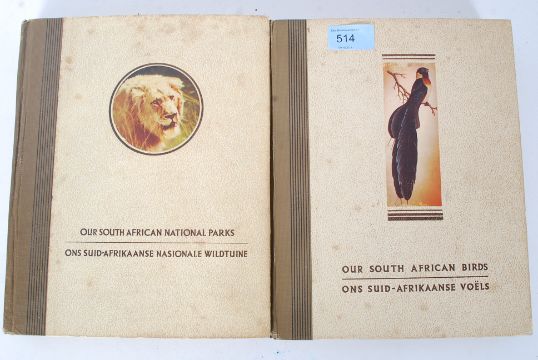 OUR SOUTH AFRICAN NATIONAL PARKS
ONS SUID-AFRIKAANSE NASIONALE WILDTUINE
514
OUR SOUTH AFRICAN BIRDS
ONS SUID-AFRIKAANSE VOËLS